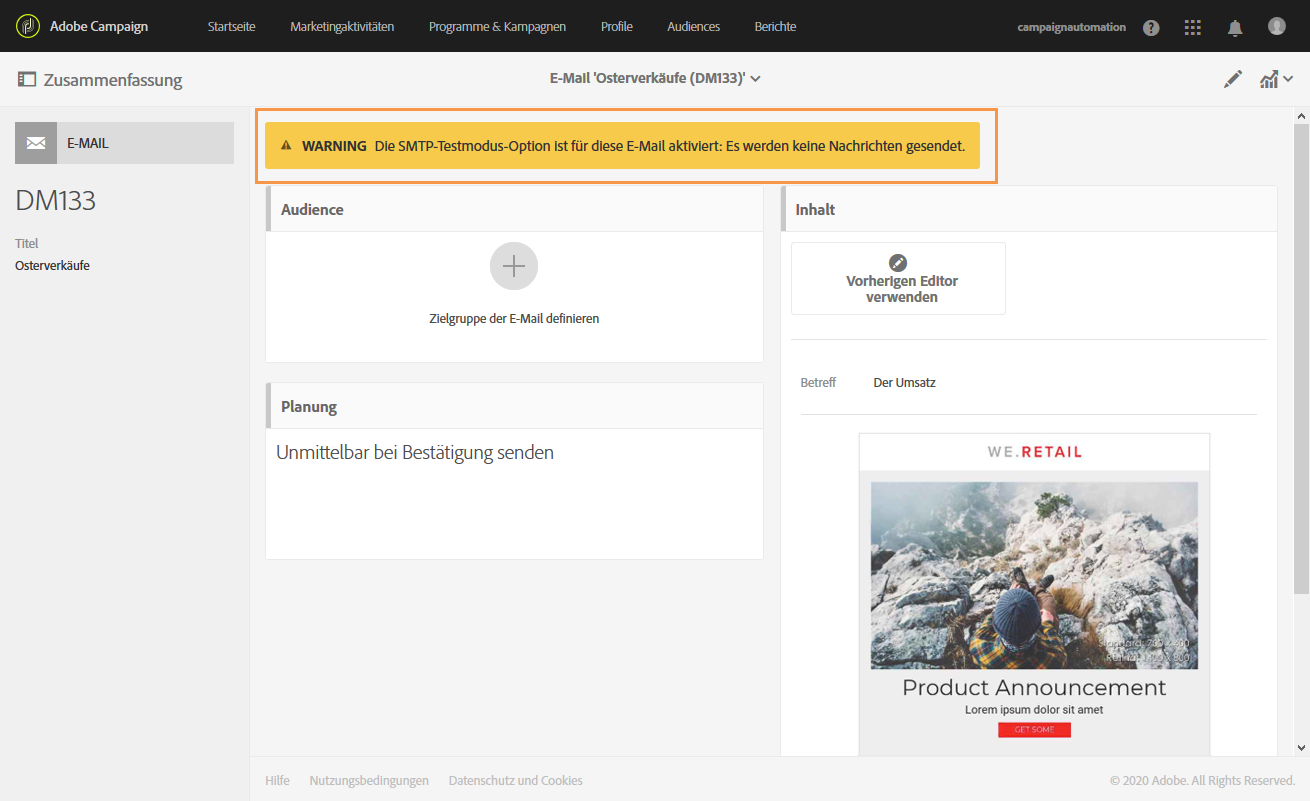 Adobe Campaign Startseite Marketingaktivitäten Programme & Kampagnen Profile Audiences Berichte campaignautomation
Zusammenfassung E-Mail 'Osterverkäufe (DM133)'
E-MAIL
DM133
Titel
Osterverkäufe
WARNING Die SMTP-Testmodus-Option ist für diese E-Mail aktiviert: Es werden keine Nachrichten gesendet.
Audience
Zielgruppe der E-Mail definieren
Planung
Unmittelbar bei Bestätigung senden
Inhalt
Vorherigen Editor
verwenden
Betreff Der Umsatz
WE.RETAIL
Product Announcement
Lorem ipsum dolor sit amet
GET SOME
Hilfe Nutzungsbedingungen Datenschutz und Cookies © 2020 Adobe. All Rights Reserved.